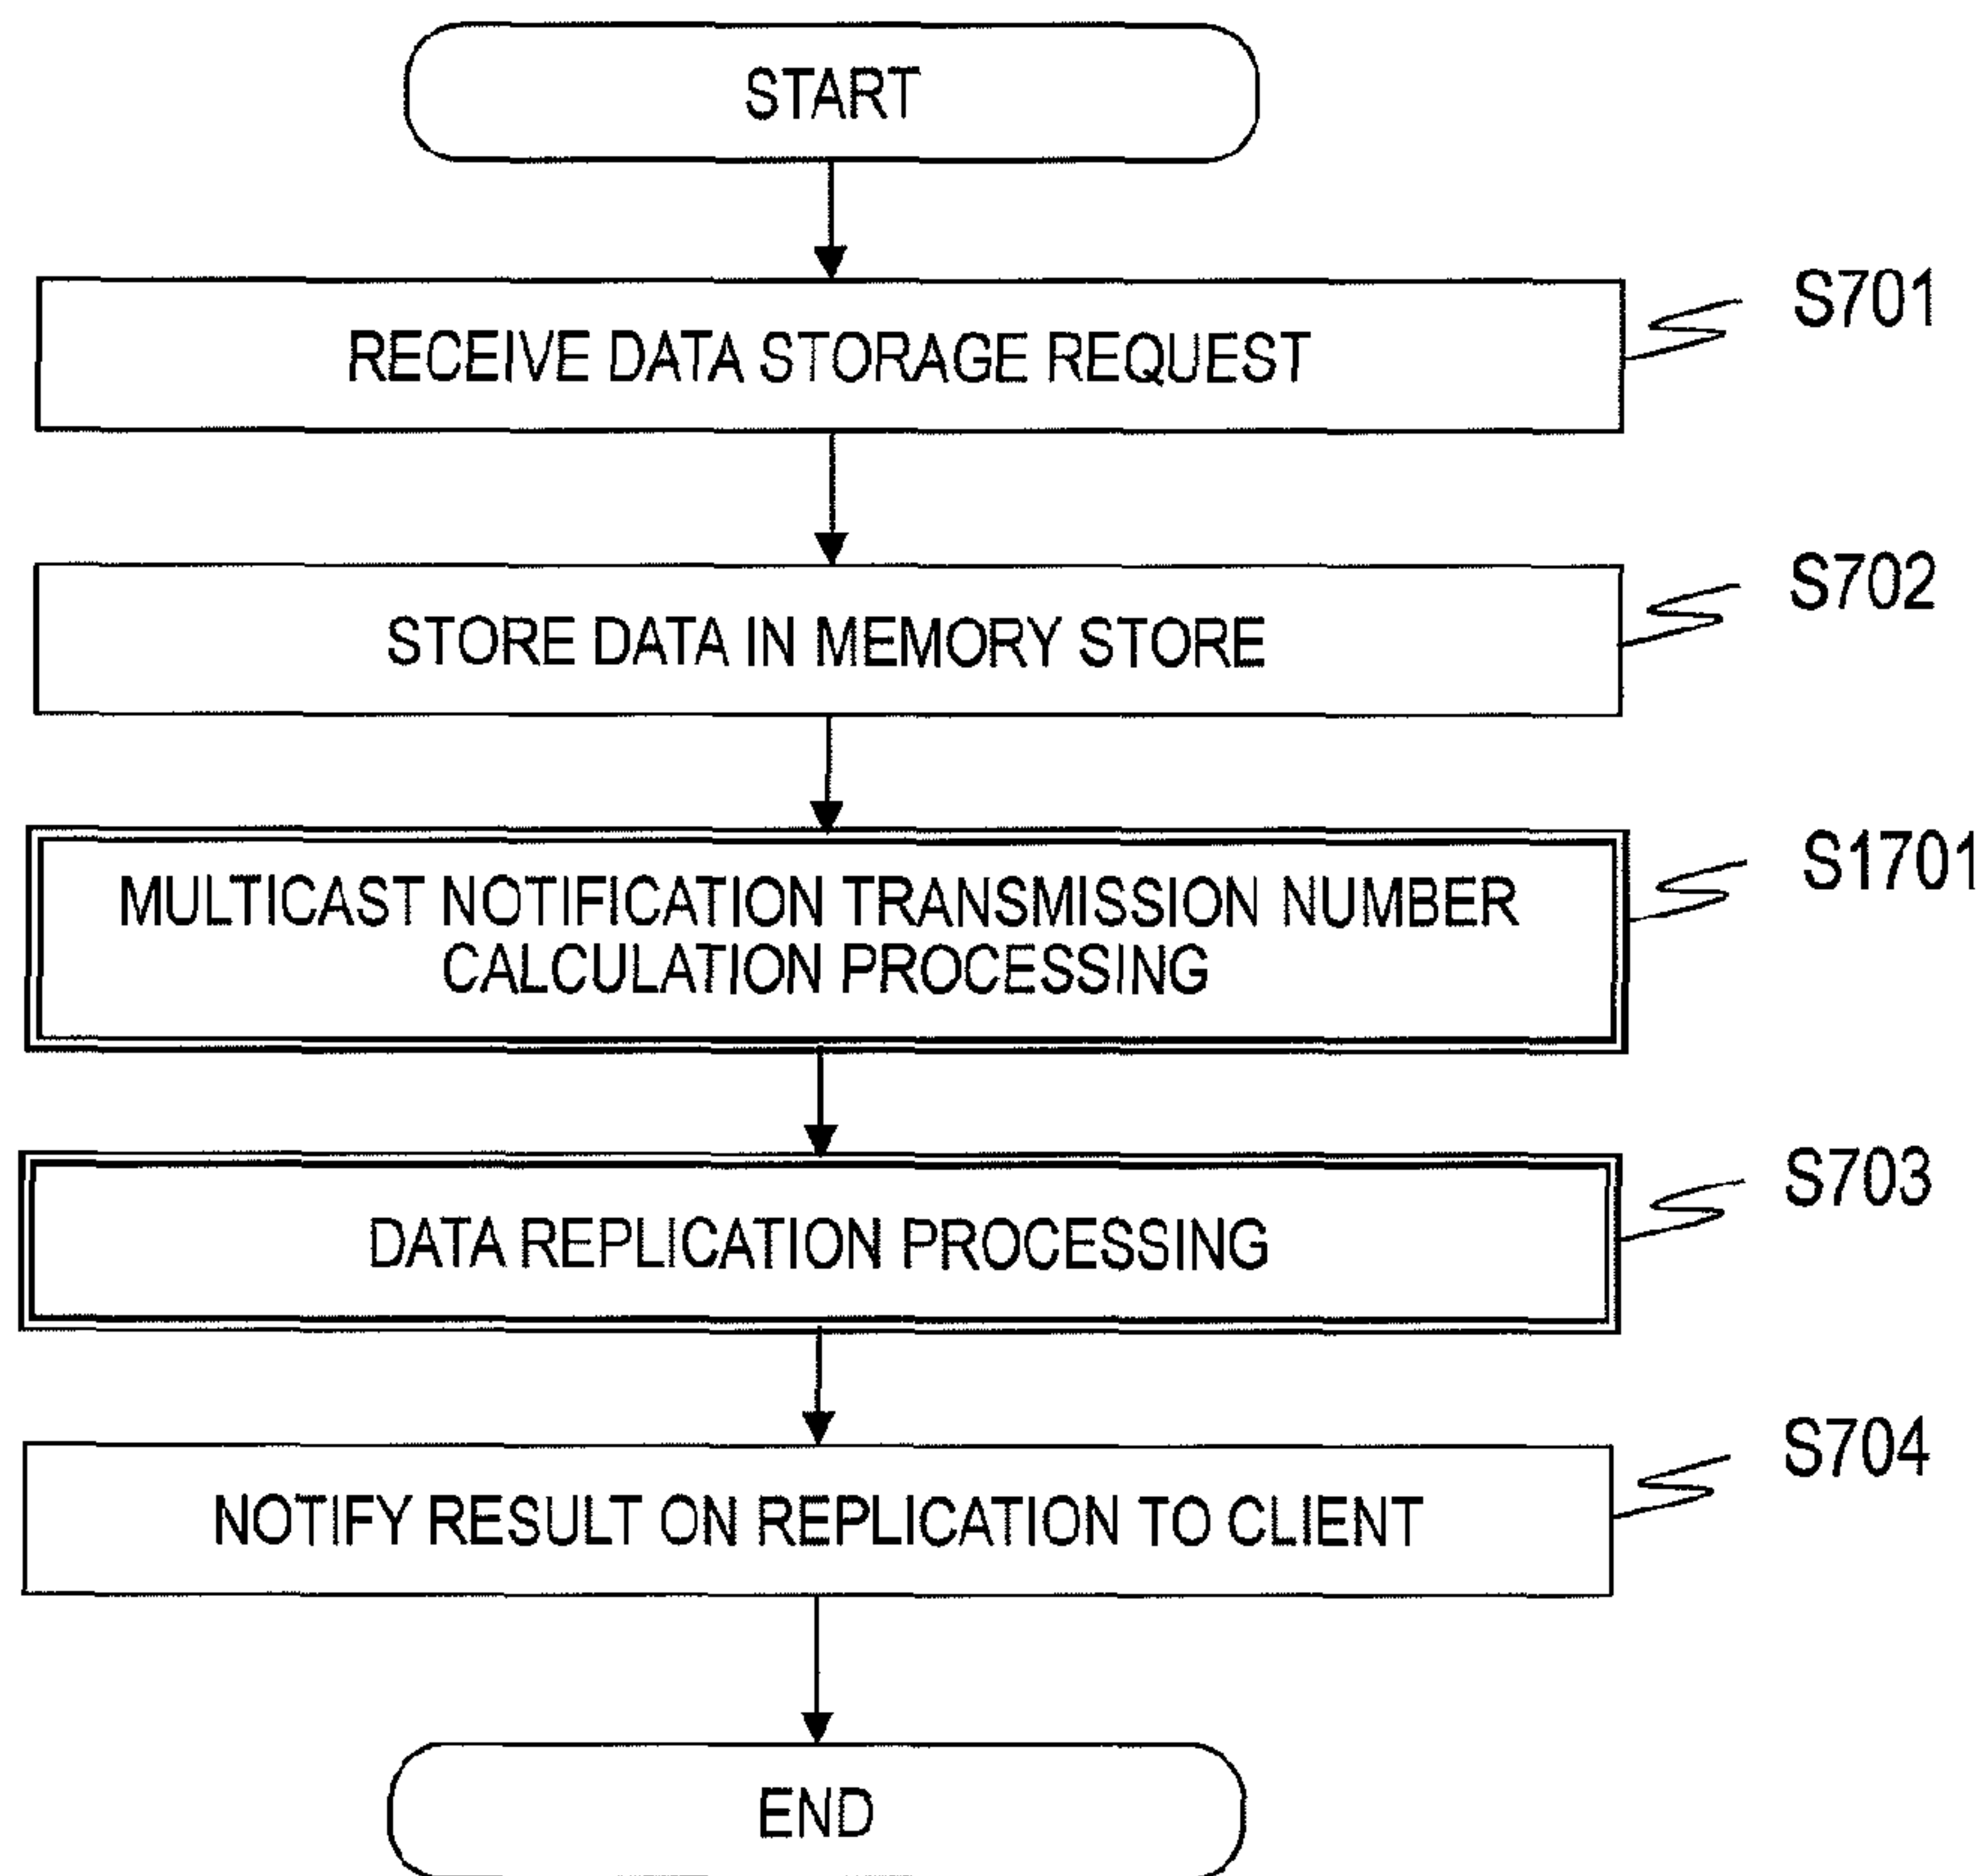 START
RECEIVE DATA STORAGE REQUEST
S701
STORE DATA IN MEMORY STORE
S702
MULTICAST NOTIFICATION TRANSMISSION NUMBER
CALCULATION PROCESSING
S1701
DATA REPLICATION PROCESSING
S703
NOTIFY RESULT ON REPLICATION TO CLIENT
S704
END